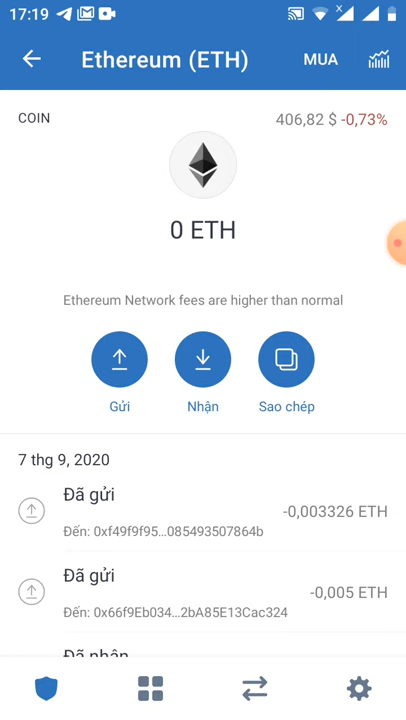 17:19
Ethereum (ETH)
MUA
COIN
406,82 $ -0,73%
0 ETH
Ethereum Network fees are higher than normal
Gửi
Nhận
Sao chép
7 thg 9, 2020
Đã gửi
-0,003326 ETH
Đến: 0xf49f9f95...085493507864b
Đã gửi
-0,005 ETH
Đến: 0x66f9Eb034...2bA85E13Cac324
Đã nhận